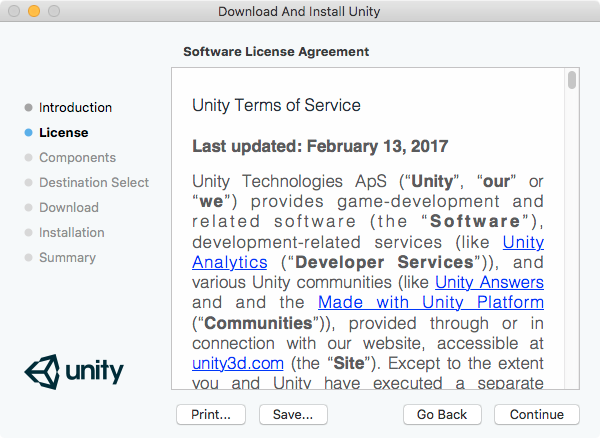 Download And Install Unity
Software License Agreement
Introduction
License
Components
Destination Select
Download
Installation
Summary
Unity Terms of Service
Last updated: February 13, 2017
Unity Technologies ApS (“Unity”, “our” or
“we”) provides game-development and
related software (the “Software”),
development-related services (like Unity
Analytics (“Developer Services”)), and
various Unity communities (like Unity Answers
and and the Made with Unity Platform
(“Communities”)), provided through or in
connection with our website, accessible at
unity3d.com (the “Site”). Except to the extent
you and Unity have executed a separate
unity
Print...
Save...
Go Back
Continue